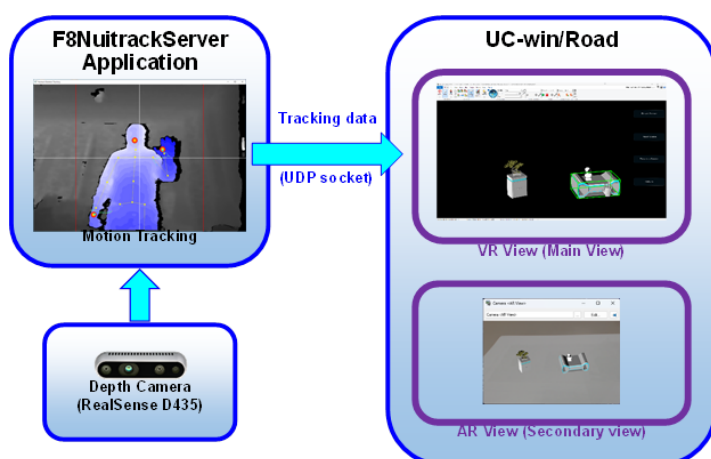 F8NuitrackServer
Application
Motion Tracking
Depth Camera
(RealSense D435)
Tracking data
(UDP socket)
UC-win/Road
VR View (Main View)
AR View (Secondary view)